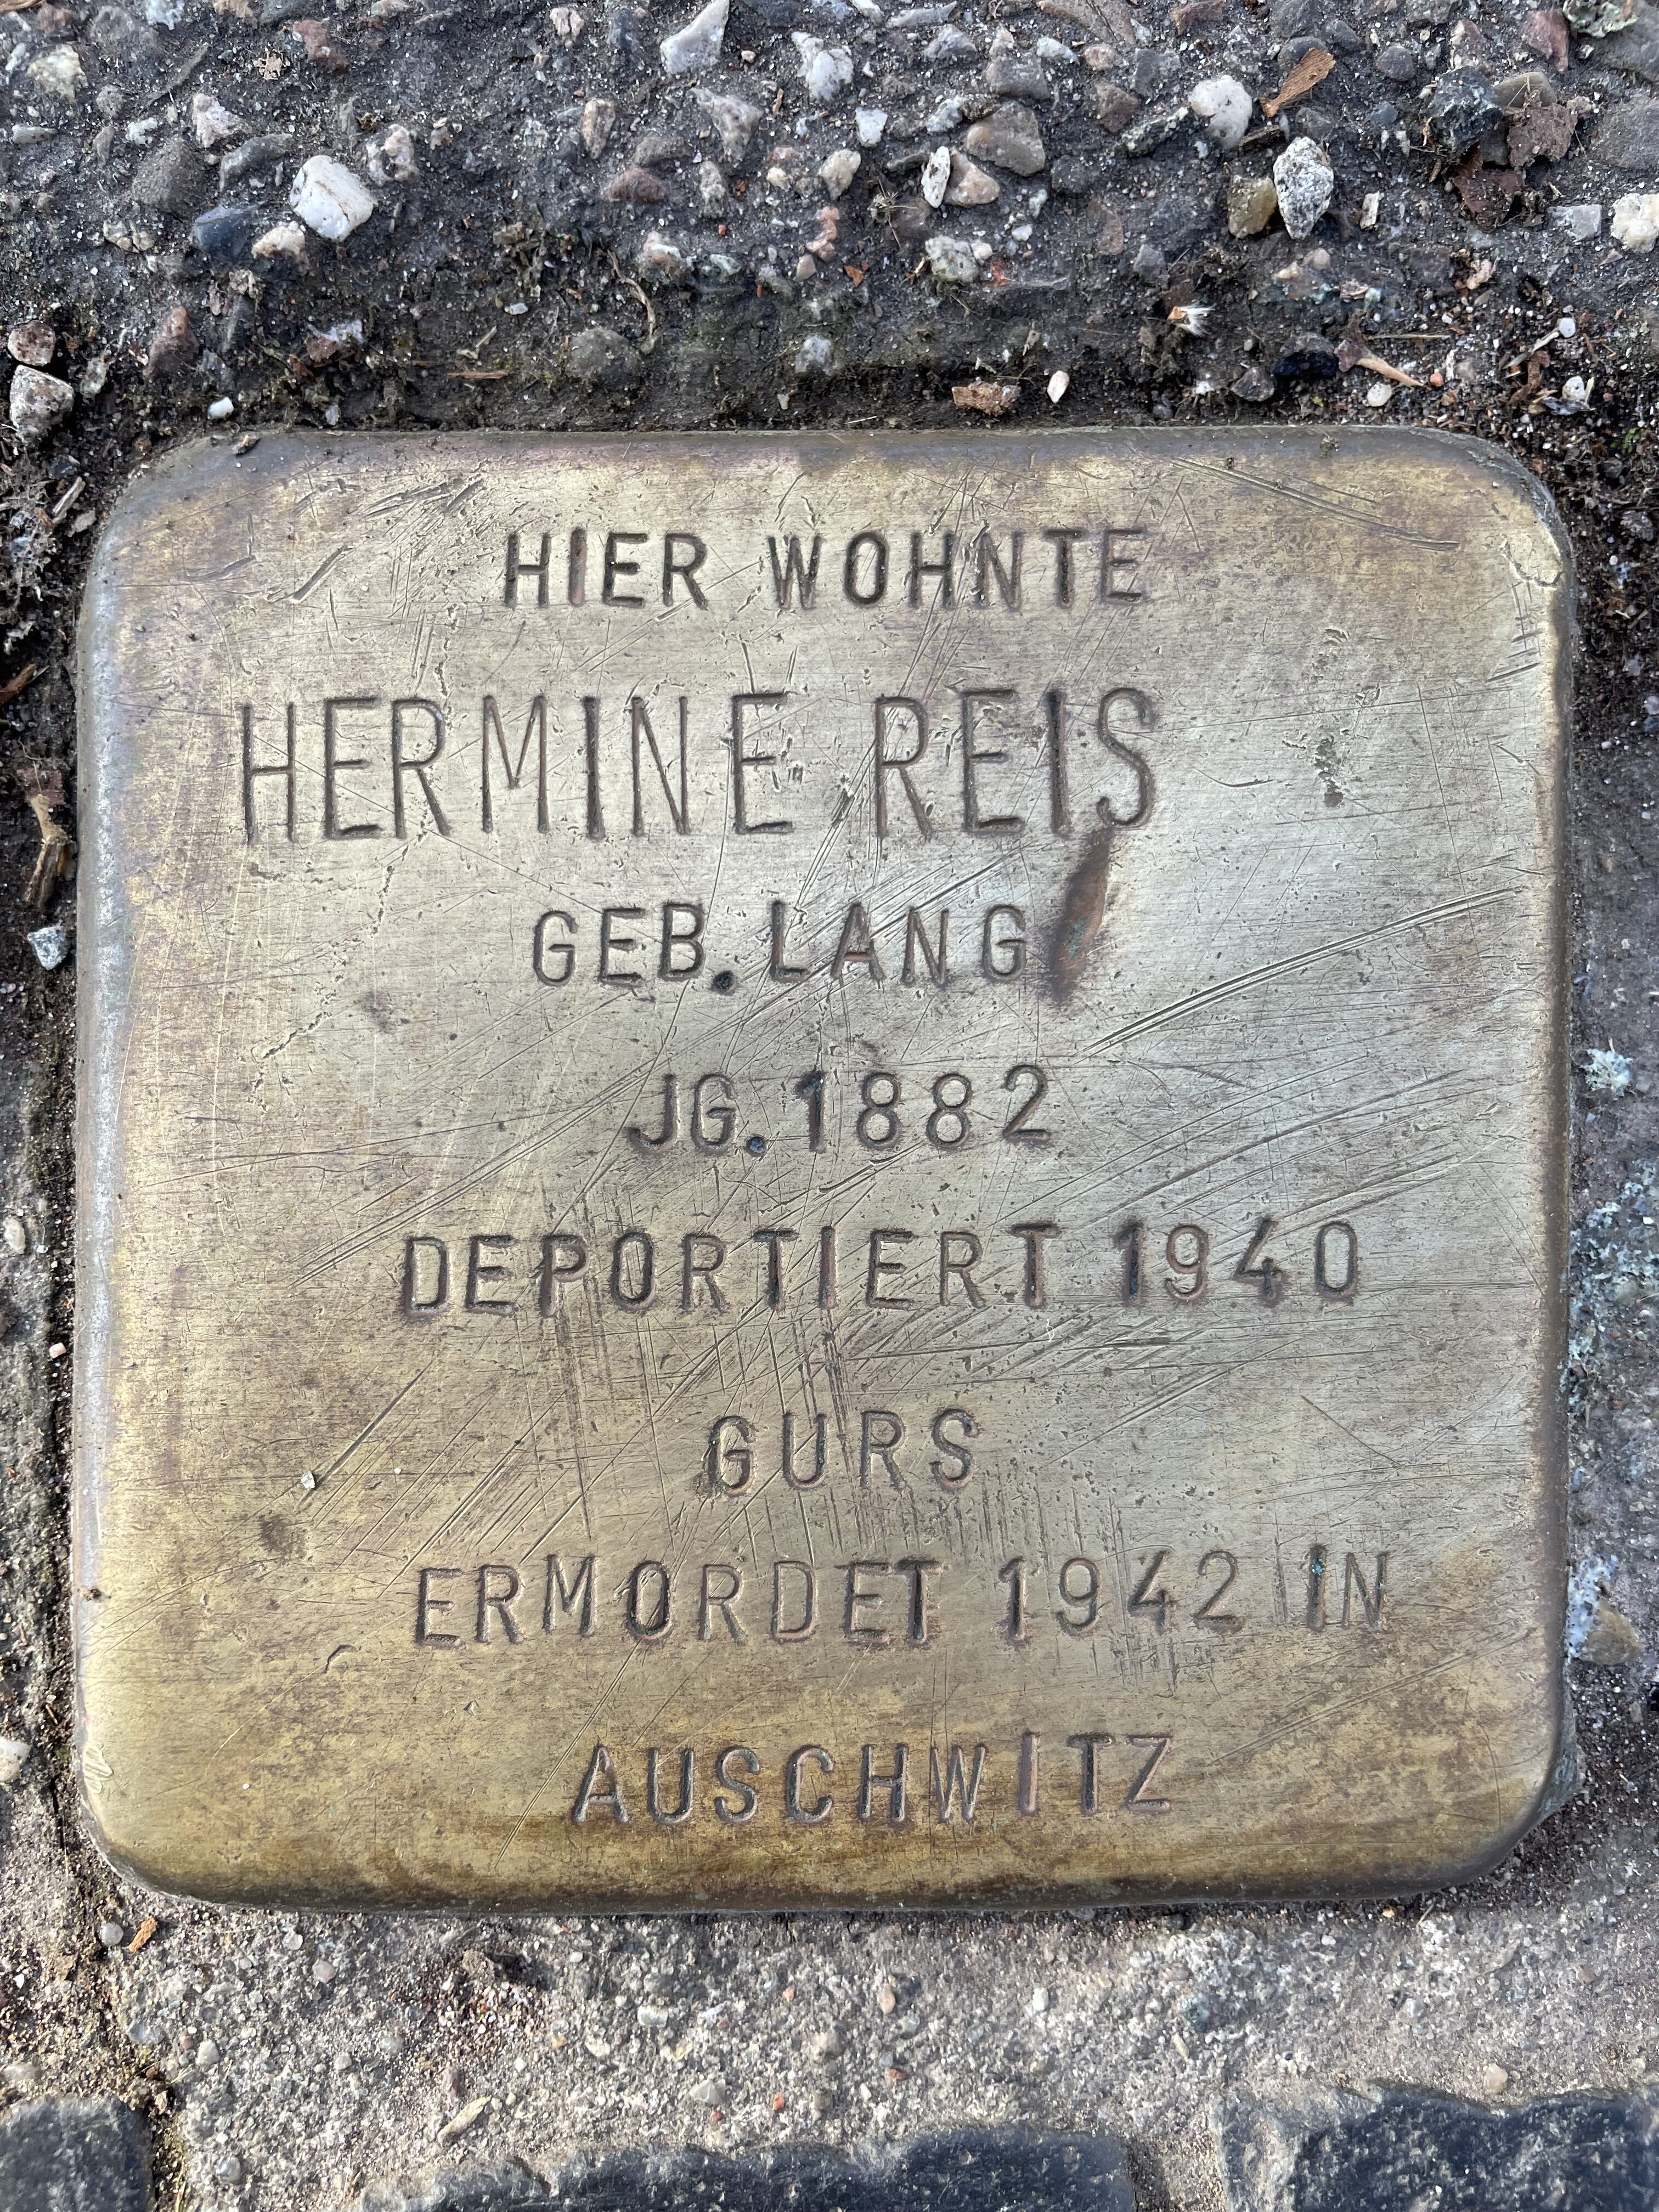 HIER WOHNTE
HERMINE REIS
GEB. LANG
JG. 1882
DEPORTIERT 1940
GURS
ERMORDET 1942 IN
AUSCHWITZ